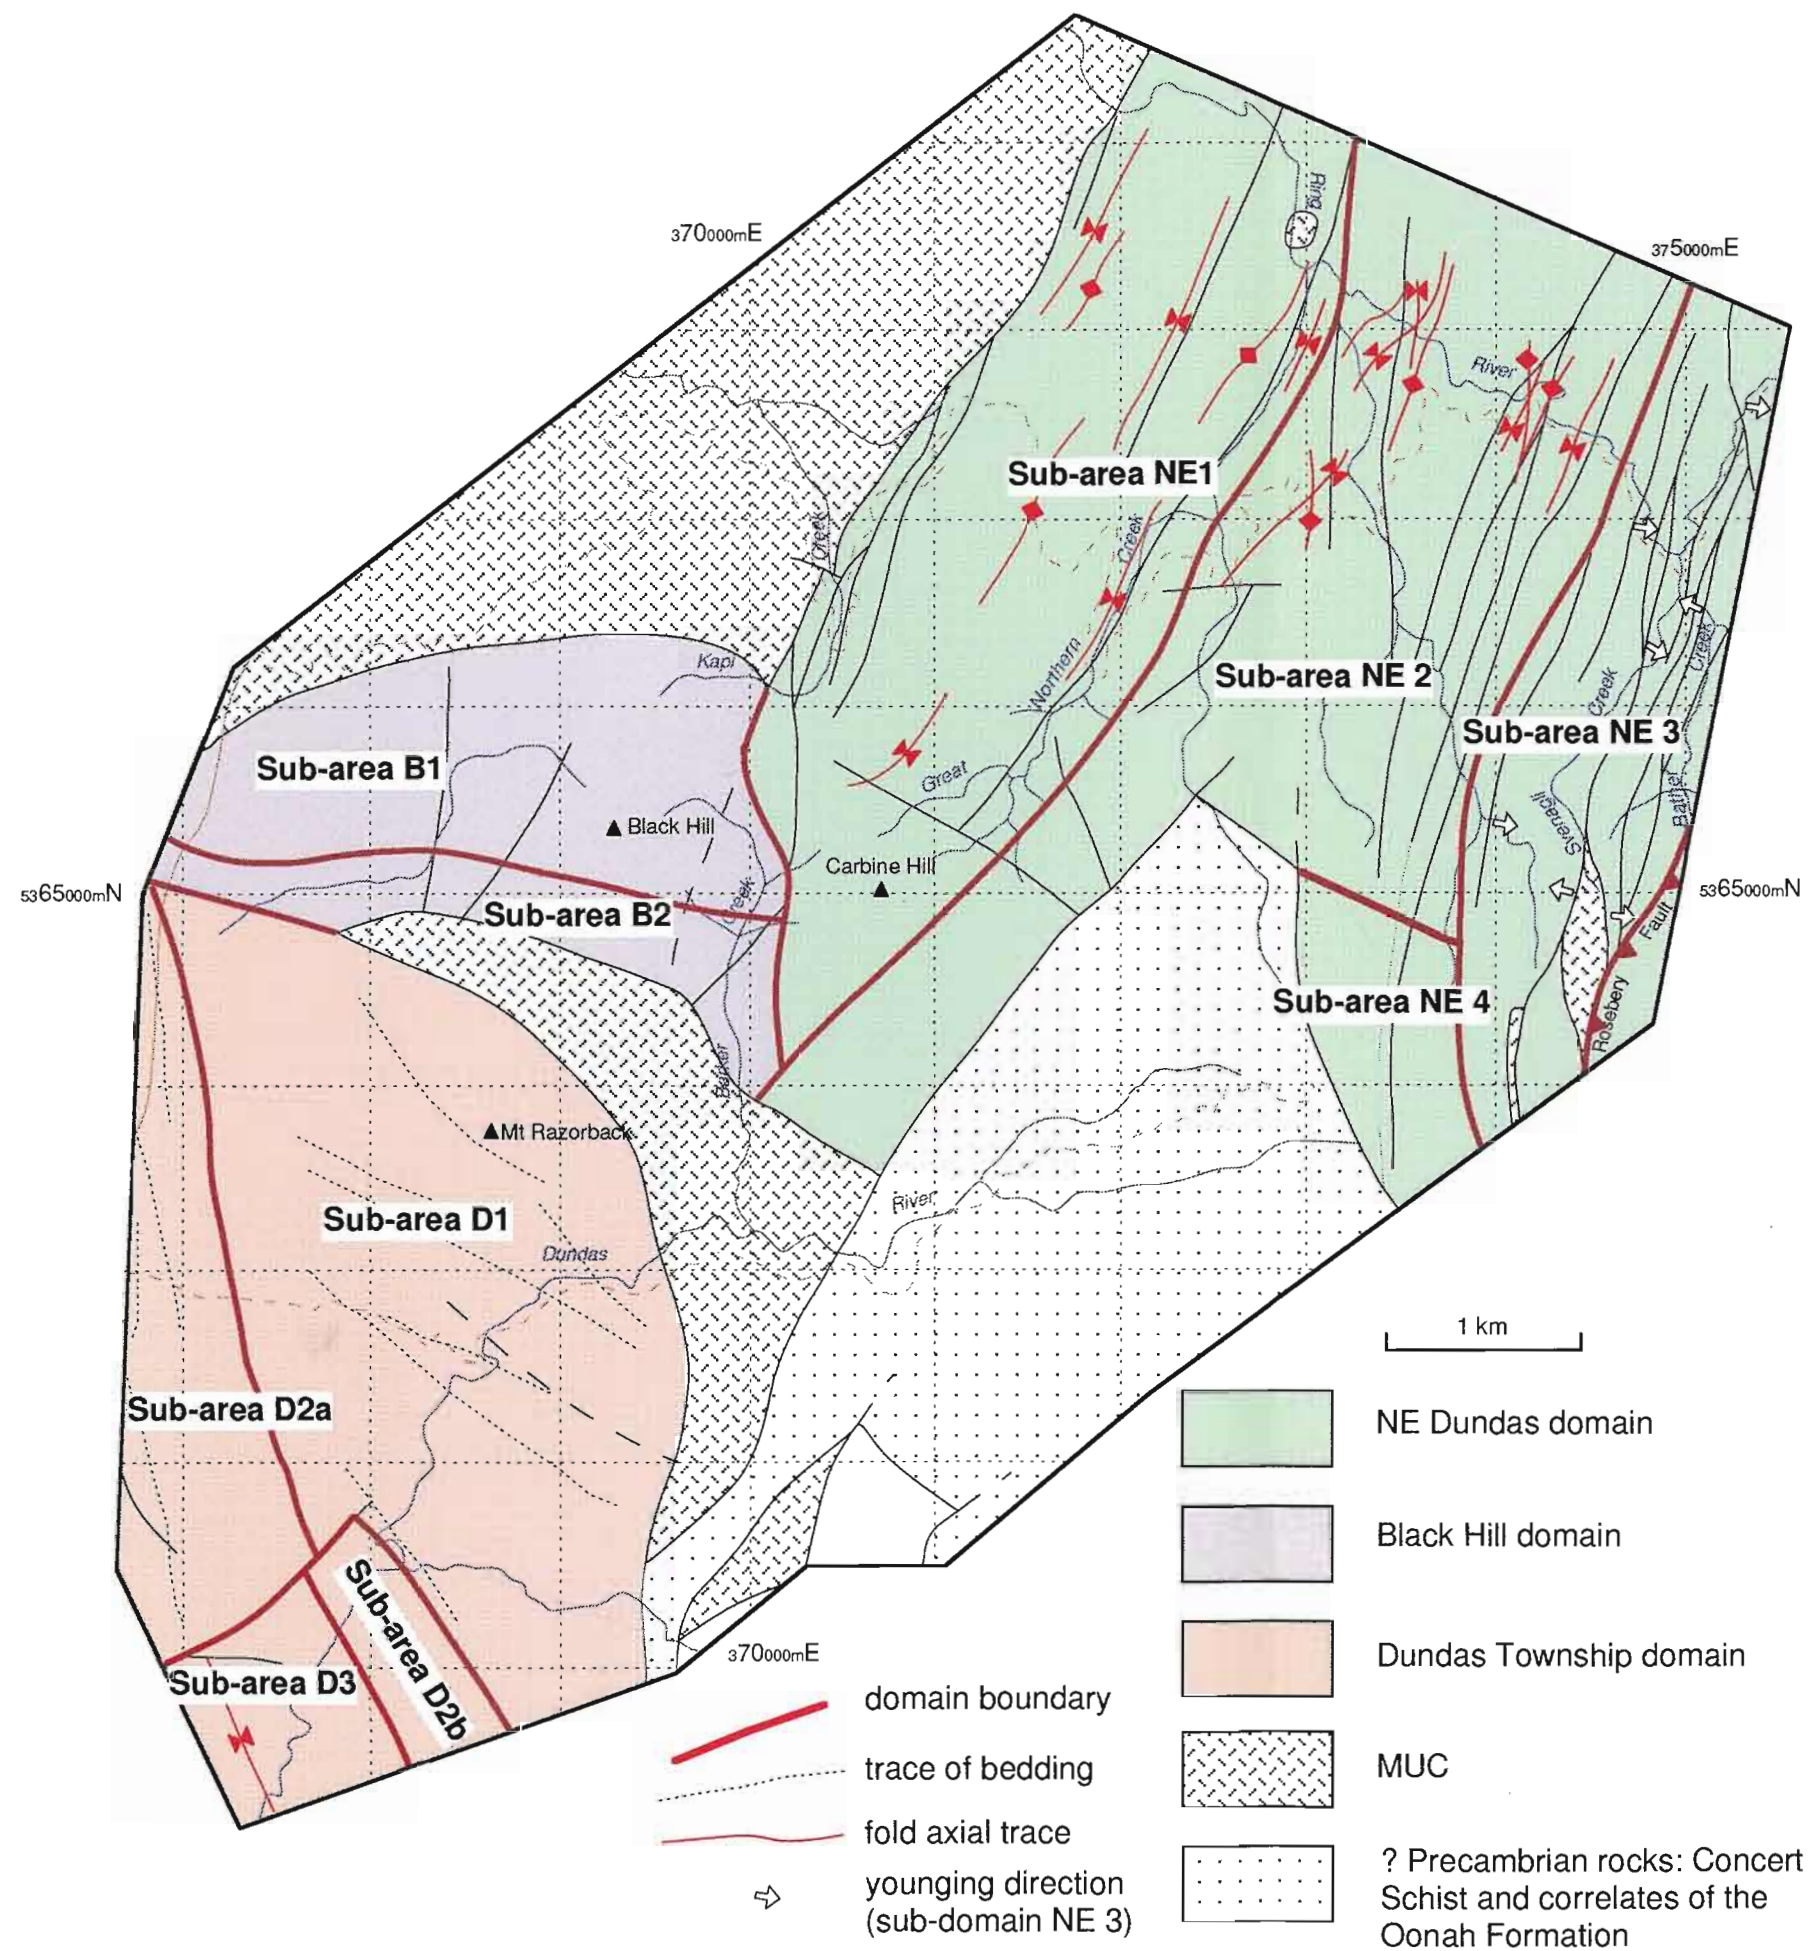 370000mE
375000mE
Ring
River
Sub-area NE1
Creek
Creek
Northern
Kapi
Sub-area NE 2
Creek
Creek
Sub-area NE 3
Sub-area B1
Great
Svenagli
Bather
Black Hill
Carbine Hill
5365000mN
5365000mN
Creek
Sub-area B2
Fault
Rosebery
Sub-area NE 4
Barker
Mt Razorback
River
Sub-area D1
Dundas
1 km
Sub-area D2a
NE Dundas domain
Black Hill domain
Sub-area D2b
370000mE
Dundas Township domain
Sub-area D3
domain boundary
trace of bedding
MUC
fold axial trace
younging direction
(sub-domain NE 3)
? Precambrian rocks: Concert
Schist and correlates of the
Oonah Formation